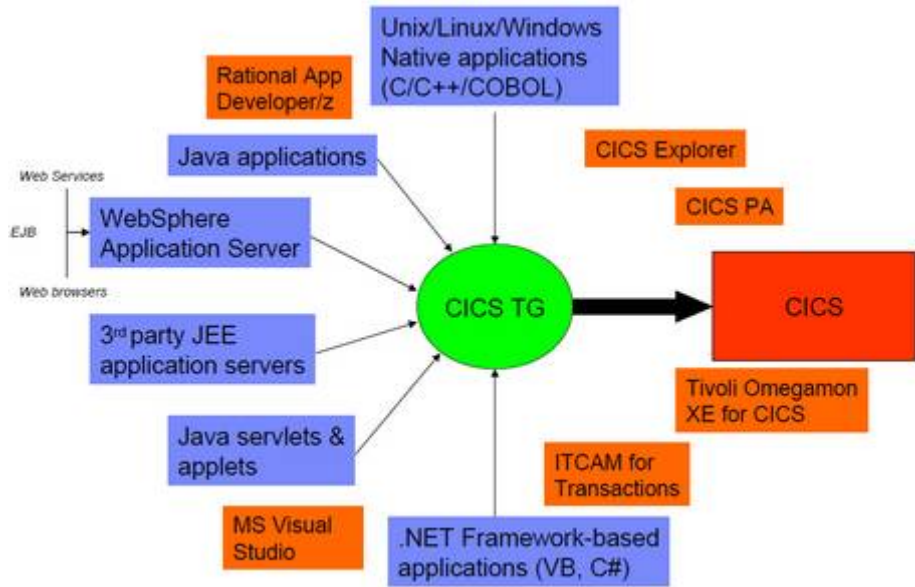 Unix/Linux/Windows
Native applications
(C/C++/COBOL)
Rational App
Developer/z
Java applications
CICS Explorer
CICS PA
Web Services
EJB
Web browsers
WebSphere
Application Server
CICS TG
CICS
3rd party JEE
application servers
Tivoli Omegamon
XE for CICS
Java servlets &
applets
ITCAM for
Transactions
MS Visual
Studio
.NET Framework-based
applications (VB, C#)